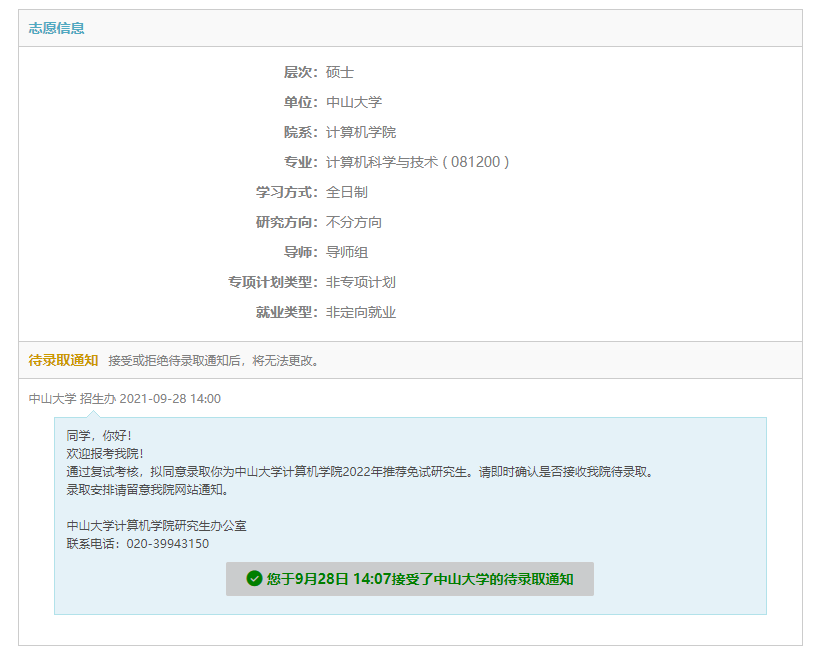 志愿信息
层次：硕士
单位：中山大学
院系：计算机学院
专业：计算机科学与技术 ( 081200 )
学习方式：全日制
研究方向：不分方向
导师：导师组
专项计划类型：非专项计划
就业类型：非定向就业
待录取通知 接受或拒绝待录取通知后，将无法更改。
中山大学 招生办 2021-09-28 14:00
同学，你好！
欢迎报考我院！
通过复试考核，拟同意录取你为中山大学计算机学院2022年推荐免试研究生。请即时确认是否接收我院待录取。
录取安排请留意我院网站通知。
中山大学计算机学院研究生办公室
联系电话：020-39943150
您于9月28日 14:07接受了中山大学的待录取通知